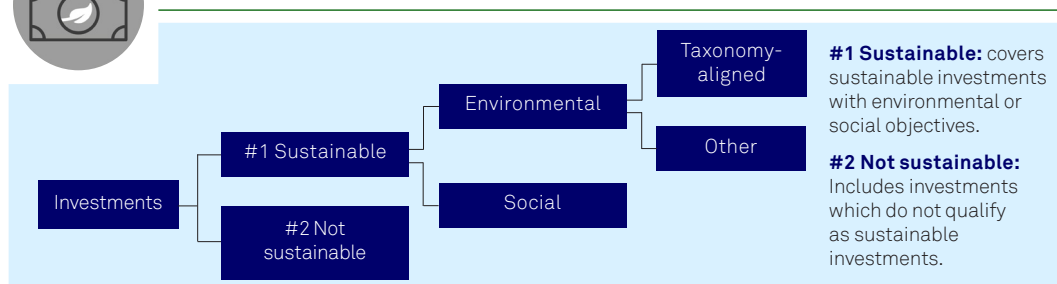 Investments
#1 Sustainable
#2 Not
sustainable
Environmental
Social
Taxonomy-
aligned
Other
#1 Sustainable: covers
sustainable investments
with environmental or
social objectives.
#2 Not sustainable:
Includes investments
which do not qualify
as sustainable
investments.